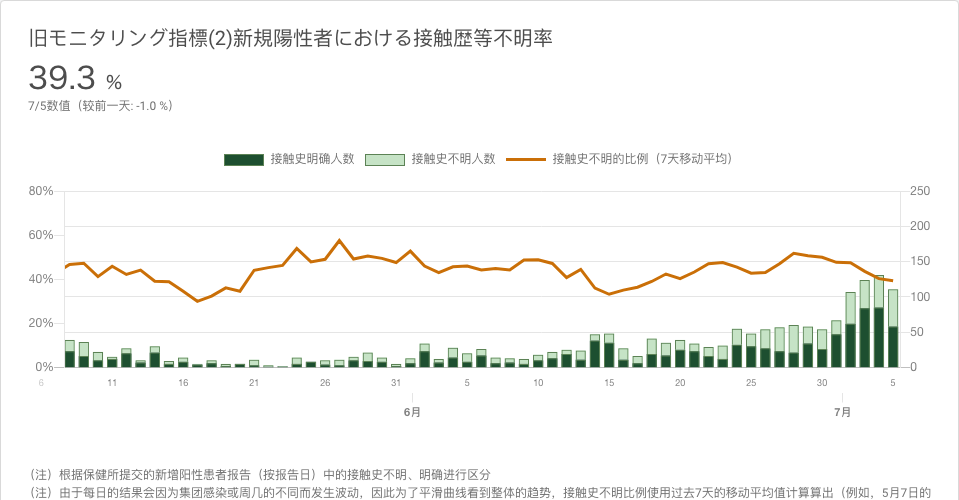 旧モニタリング指標(2)新規陽性者における接触歴等不明率
39.3 %
7/5数值（较前一天: -1.0 %）
接触史明确人数 接触史不明人数 接触史不明的比例（7天移动平均）
80% 250
200
60%
150
40%
100
20%
50
0% 0
6 11 16 21 26 31 5 10 15 20 25 30 5
6月 7月
（注）根据保健所提交的新增阳性患者报告（按报告日）中的接触史不明、明确进行区分
（注）由于每日的结果会因为集团感染或周几的不同而发生波动，因此为了平滑曲线看到整体的趋势，接触史不明比例使用过去7天的移动平均值计算算出（例如，5月7日的